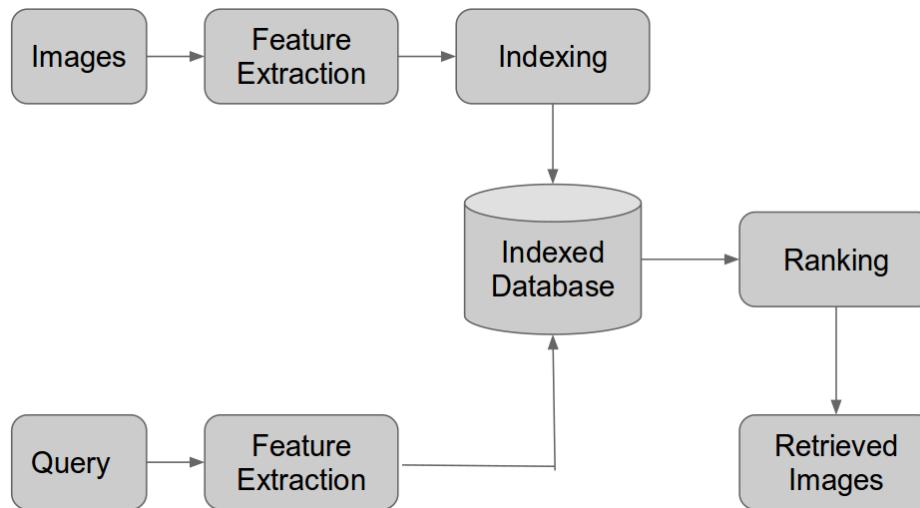 Images
Feature
Extraction
Indexing
Indexed
Database
Ranking
Query
Feature
Extraction
Retrieved
Images